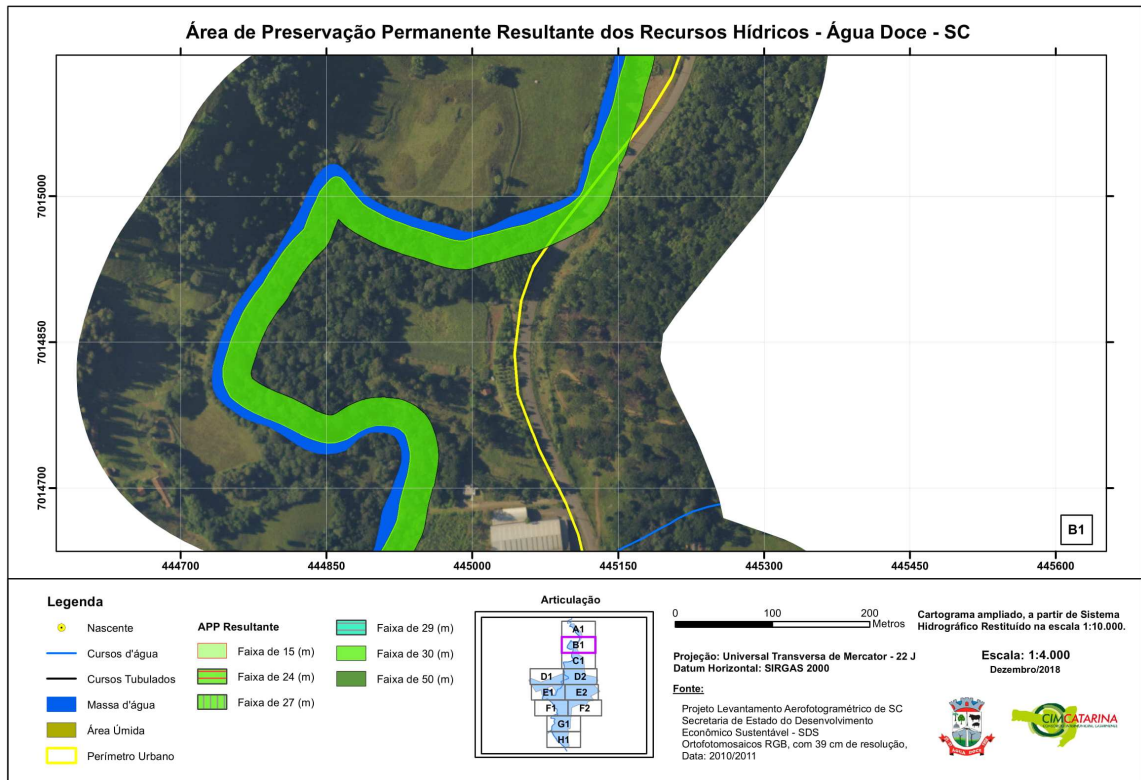 Área de Preservação Permanente Resultante dos Recursos Hídricos - Água Doce - SC
7015000
7014850
7014700
B1
444700
444850
445000
445150
445300
445450
445600
Legenda
Nascente
Cursos d'água
Cursos Tubulados
Massa d'água
Área Úmida
Perímetro Urbano
APP Resultante
Faixa de 15 (m)
Faixa de 24 (m)
Faixa de 27 (m)
Faixa de 29 (m)
Faixa de 30 (m)
Faixa de 50 (m)
Articulação
A1
B1
C1
D1 D2
E1 E2
F1 F2
G1
H1
0 100 200
Metros
Projeção: Universal Transversa de Mercator - 22 J
Datum Horizontal: SIRGAS 2000
Fonte:
Projeto Levantamento Aerofotogramétrico de SC
Secretaria de Estado do Desenvolvimento
Econômico Sustentável - SDS
Ortofotomosaicos RGB, com 39 cm de resolução,
Data: 2010/2011
Cartograma ampliado, a partir de Sistema
Hidrográfico Restituído na escala 1:10.000.
Escala: 1:4.000
Dezembro/2018
ÁGUA DOCE
CIMCATARINA